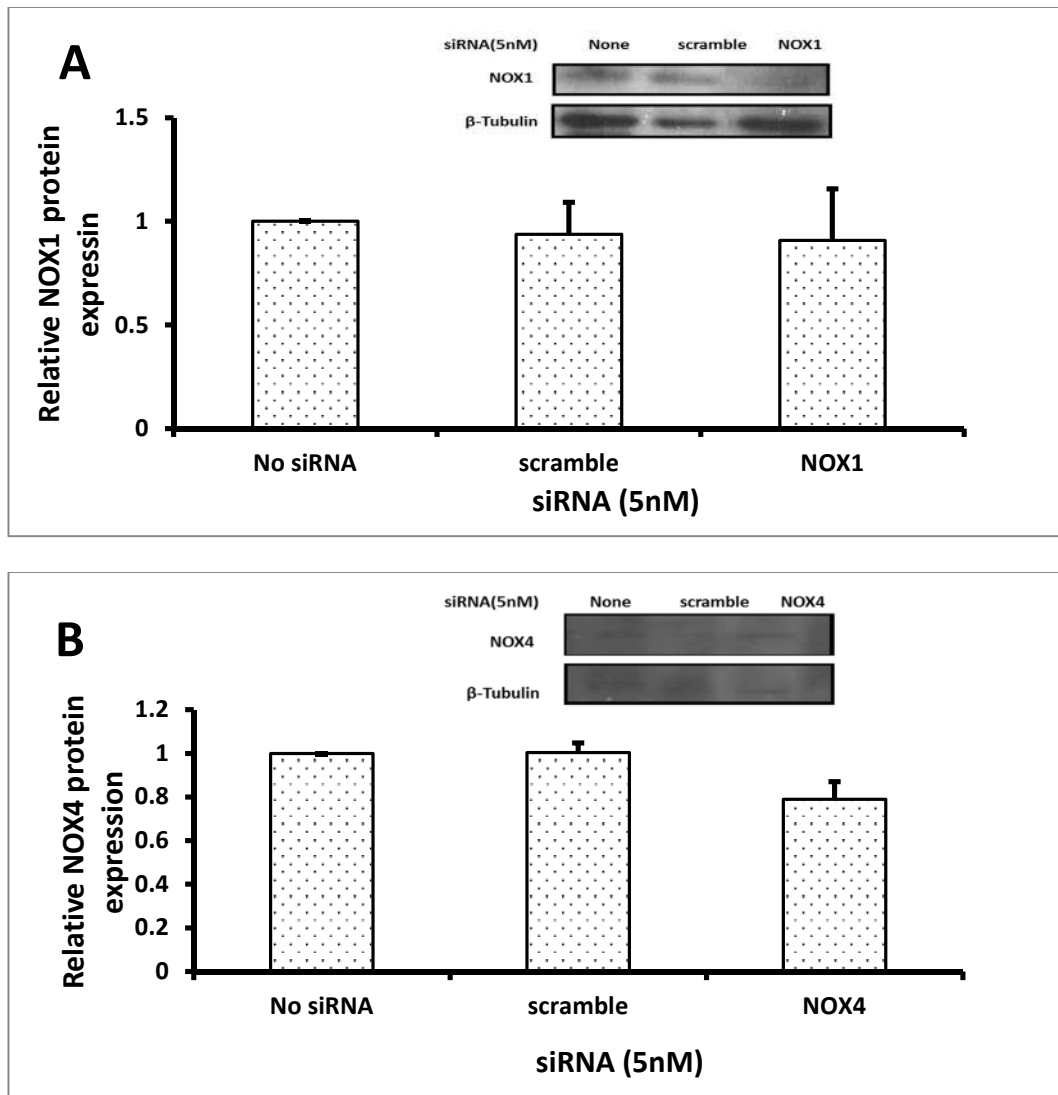 A
siRNA(5nM) None scramble NOX1
NOX1
β-Tubulin
Relative NOX1 protein
expressin
1.5
1
0.5
0
No siRNA scramble NOX1
siRNA (5nM)
B
siRNA(5nM) None scramble NOX4
NOX4
β-Tubulin
Relative NOX4 protein
expression
1.2
1
0.8
0.6
0.4
0.2
0
No siRNA scramble NOX4
siRNA (5nM)